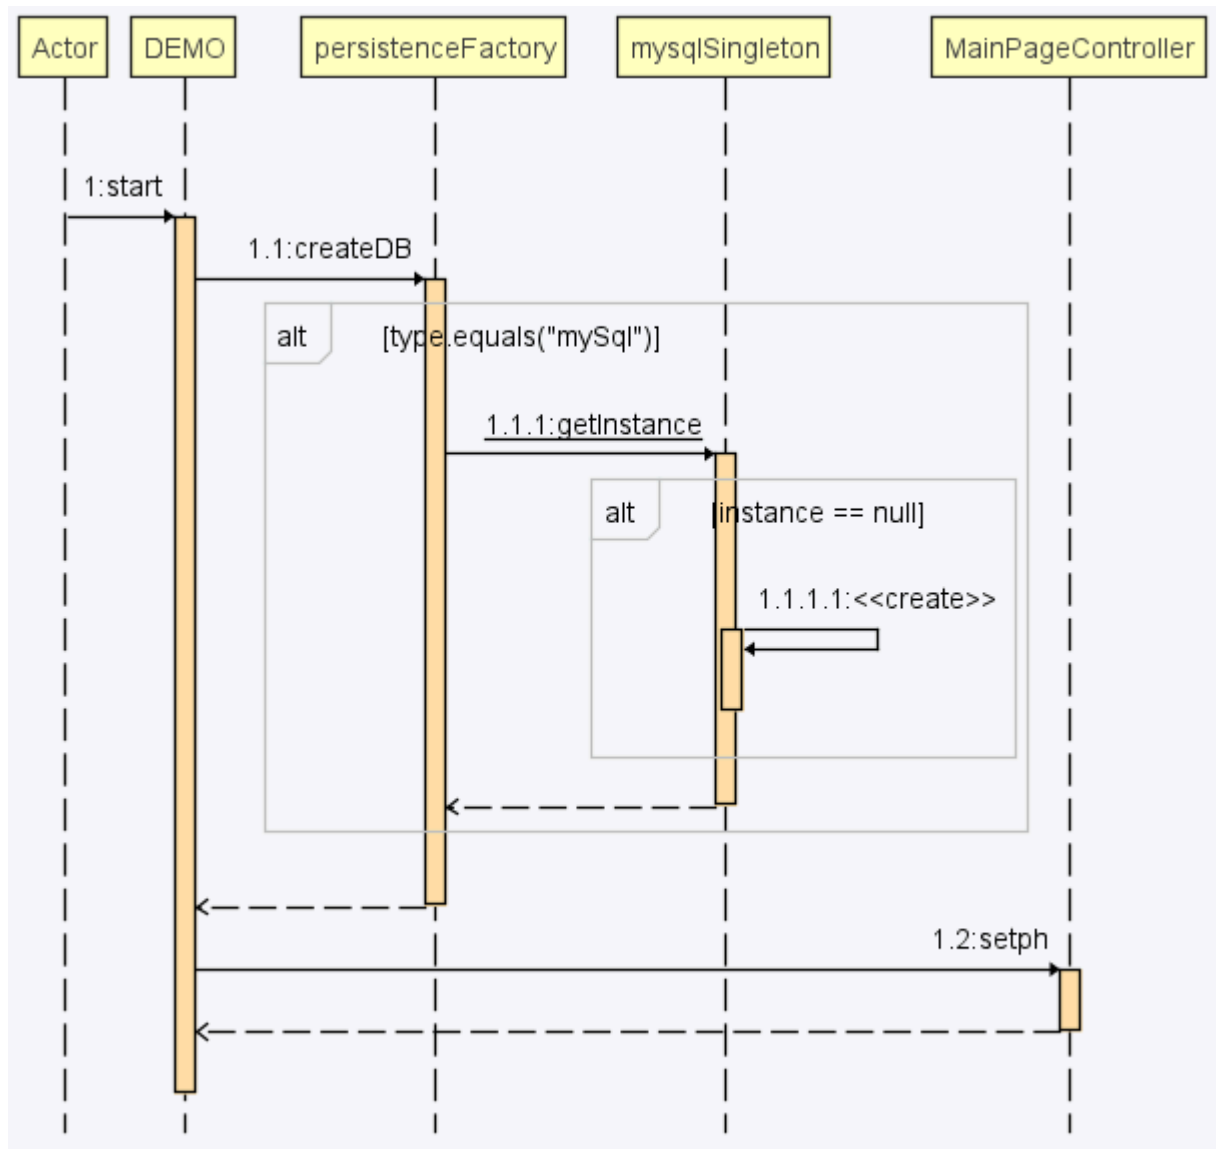 Actor
DEMO
persistenceFactory
mysqlSingleton
MainPageController
1:start
1.1:createDB
alt
[type.equals("mySql")]
1.1.1:getInstance
alt
[instance == null]
1.1.1.1:<<create>>
1.2:setph